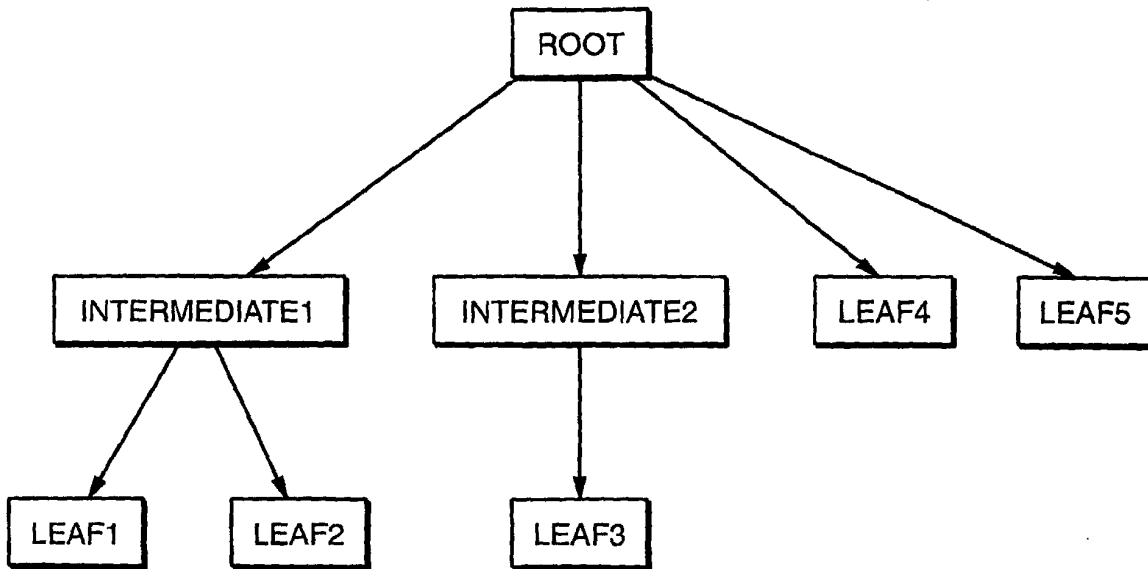 ROOT
INTERMEDIATE1
INTERMEDIATE2
LEAF4
LEAF5
LEAF1
LEAF2
LEAF3